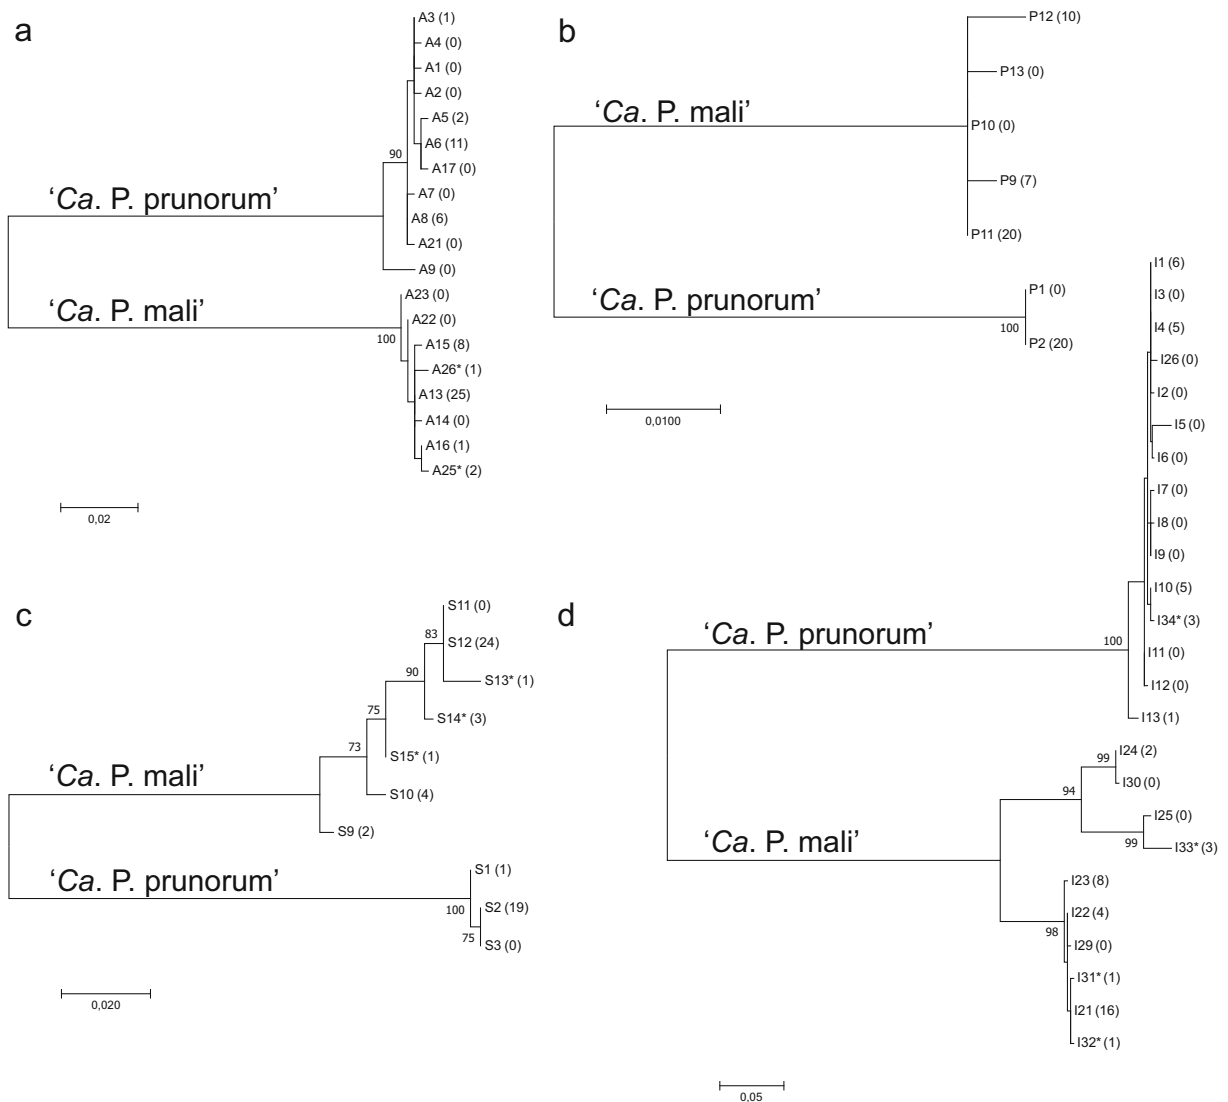 a
A3 (1)
A4 (0)
A1 (0)
A2 (0)
A5 (2)
A6 (11)
A17 (0)
90
A7 (0)
A8 (6)
A21 (0)
A9 (0)
‘Ca. P. prunorum’
A23 (0)
A22 (0)
A15 (8)
A26* (1)
A13 (25)
A14 (0)
A16 (1)
A25* (2)
‘Ca. P. mali’
100
0,02
b
P12 (10)
P13 (0)
P10 (0)
P9 (7)
P11 (20)
‘Ca. P. mali’
‘Ca. P. prunorum’
P1 (0)
P2 (20)
100
0,0100
c
S11 (0)
83
S12 (24)
90
S13* (1)
75
S14* (3)
73
S15* (1)
‘Ca. P. mali’
S10 (4)
S9 (2)
‘Ca. P. prunorum’
S1 (1)
100
S2 (19)
75
S3 (0)
0,020
d
I1 (6)
I3 (0)
I4 (5)
I26 (0)
I2 (0)
I5 (0)
I6 (0)
I7 (0)
I8 (0)
I9 (0)
I10 (5)
I34* (3)
‘Ca. P. prunorum’
100
I11 (0)
I12 (0)
I13 (1)
I24 (2)
99
I30 (0)
94
I25 (0)
99
I33* (3)
‘Ca. P. mali’
I23 (8)
I22 (4)
98
I29 (0)
I31* (1)
I21 (16)
I32* (1)
0,05